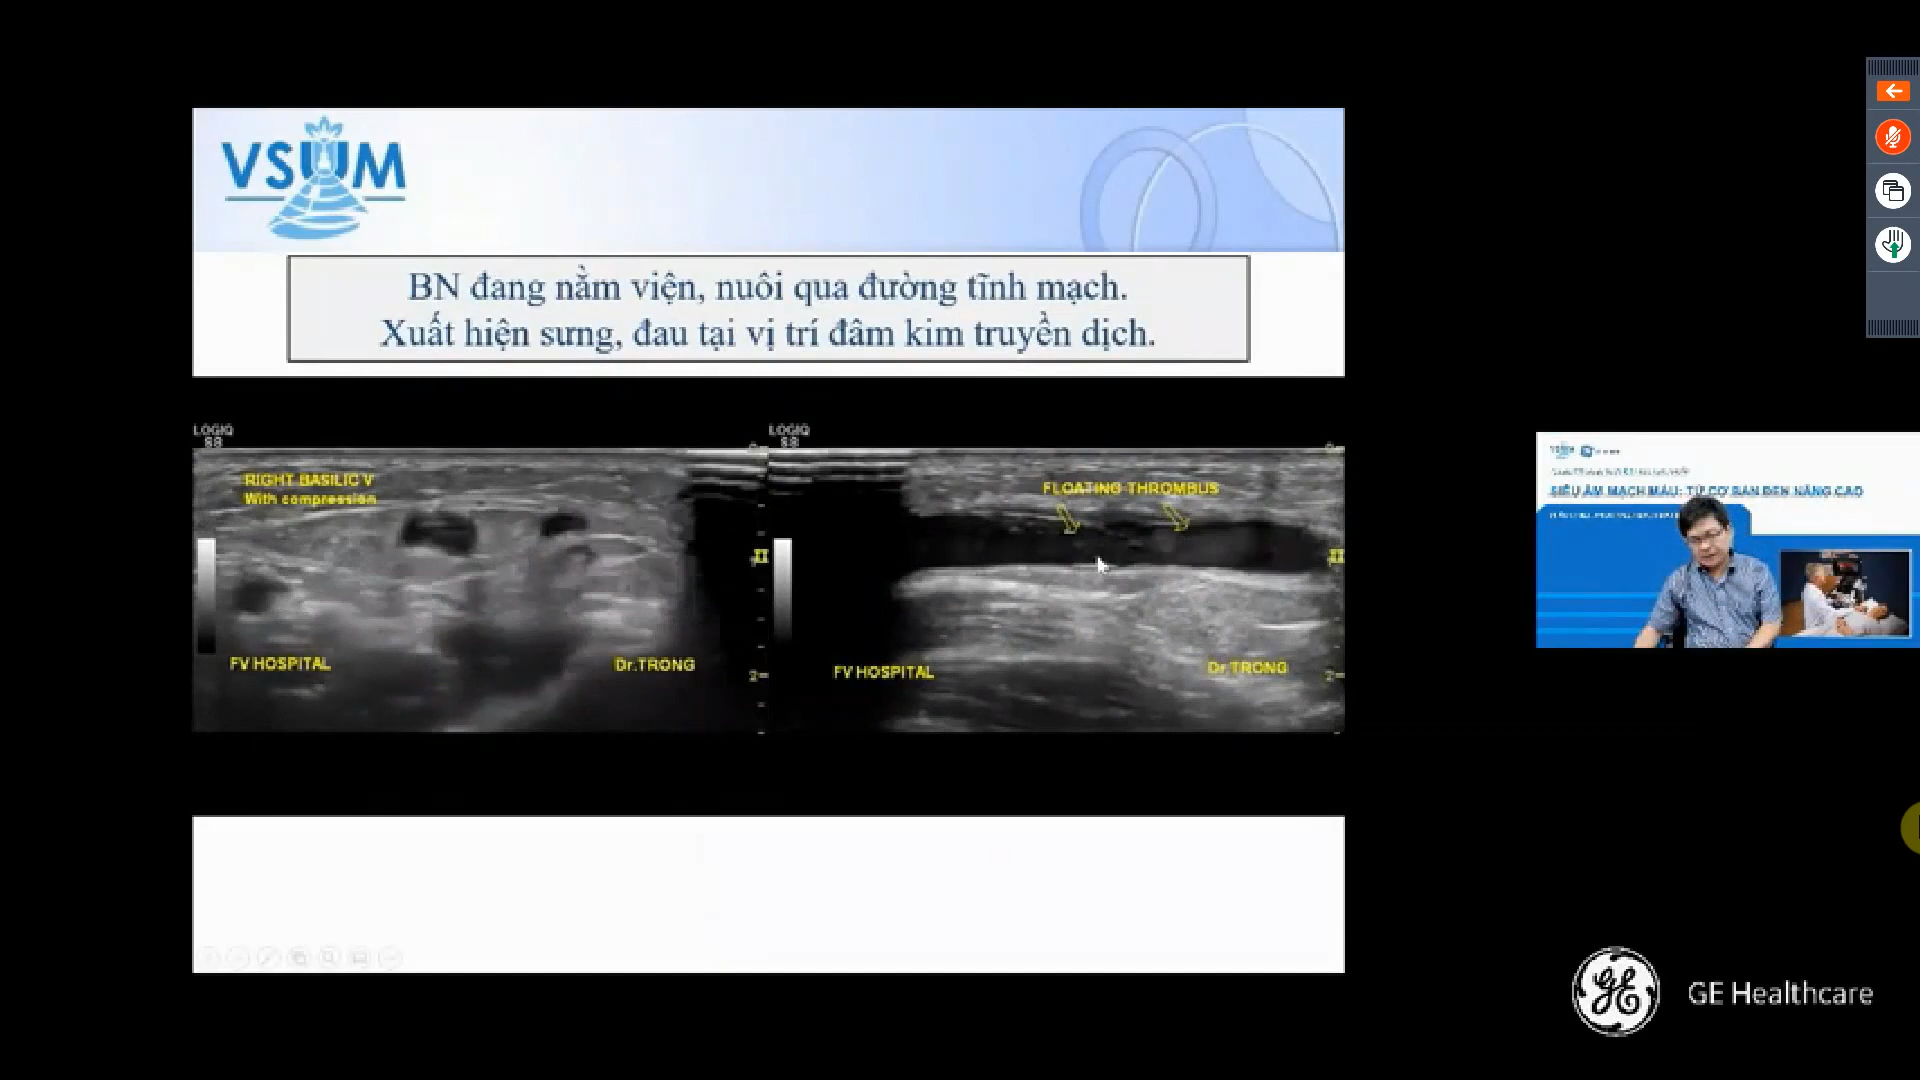 VSUM
BN đang nằm viện, nuôi qua đường tĩnh mạch.
Xuất hiện sưng, đau tại vị trí đâm kim truyền dịch.
LOGIQ
S8
RIGHT BASILIC V
With compression
FV HOSPITAL
Dr.TRONG
2
LOGIQ
S8
FLOATING THROMBUS
FV HOSPITAL
Dr.TRONG
2
SIÊU ÂM MẠCH MÁU: TỪ CƠ BẢN ĐẾN NÂNG CAO
GE Healthcare